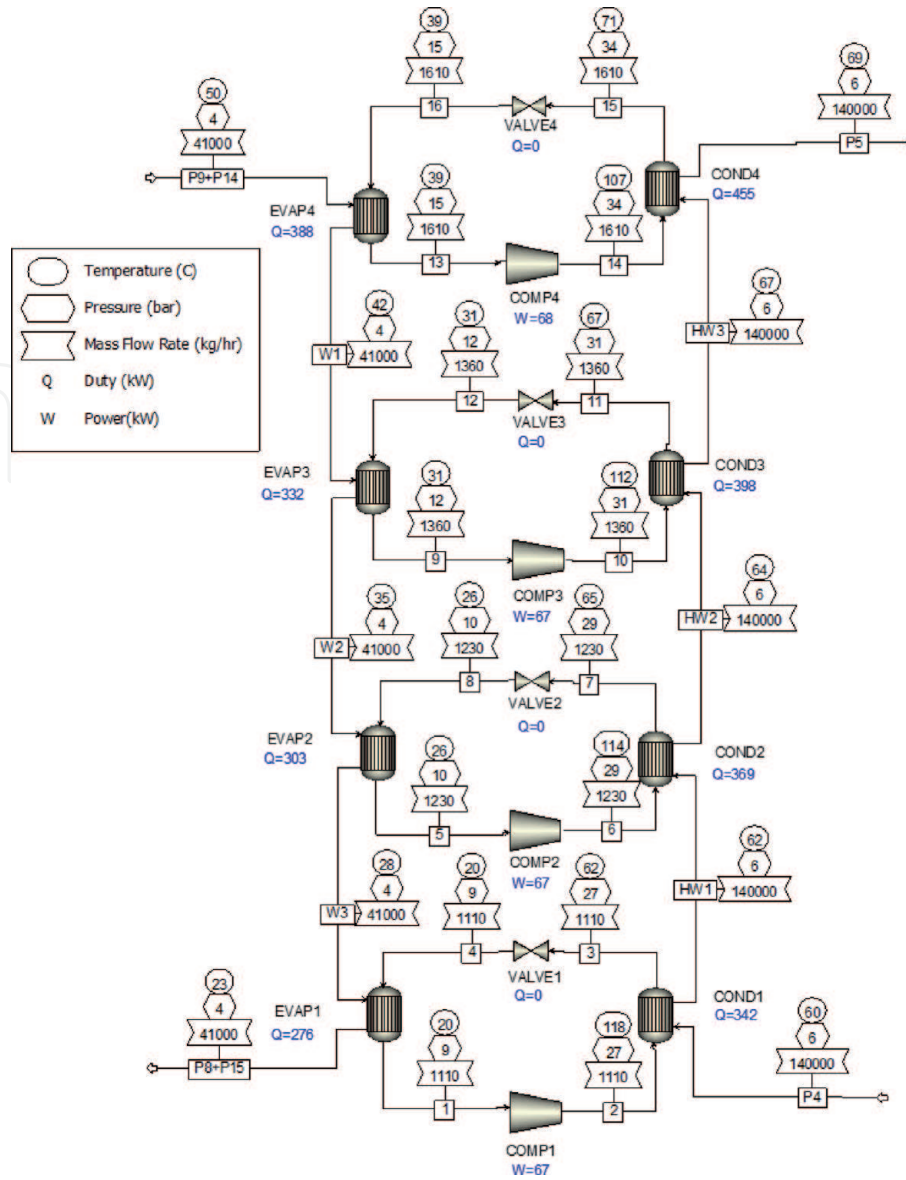 39
15
1610
16
71
34
1610
15
VALVE4
Q=0
69
6
140000
P5
50
4
41000
P9+P14
EVAP4
Q=388
39
15
1610
13
COMP4
W=68
107
34
1610
14
COND4
Q=455
Temperature (C)
Pressure (bar)
Mass Flow Rate (kg/hr)
Q Duty (kW)
W Power(kW)
42
4
W1 41000
67
6
HW3 140000
31
12
1360
12
67
31
1360
11
VALVE3
Q=0
EVAP3
Q=332
31
12
1360
9
COMP3
W=67
112
31
1360
10
COND3
Q=398
35
4
W2 41000
64
6
HW2 140000
26
10
1230
8
65
29
1230
7
VALVE2
Q=0
EVAP2
Q=303
26
10
1230
5
COMP2
W=67
114
29
1230
6
COND2
Q=369
28
4
W3 41000
62
6
HW1 140000
20
9
1110
4
62
27
1110
3
VALVE1
Q=0
23
4
41000
P8+P15
EVAP1
Q=276
20
9
1110
1
COMP1
W=67
118
27
1110
2
COND1
Q=342
60
6
140000
P4